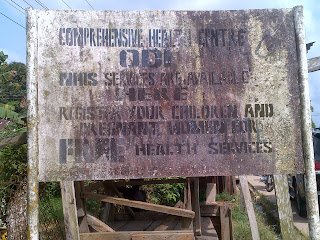 COMPREHENSIVE HEALTH CENTRE
ODE
NHIS SERVICES ARE AVAILABLE
HERE
REGISTER YOUR CHILDREN AND
PREGNANT WOMEN FOR
FREE HEALTH SERVICES